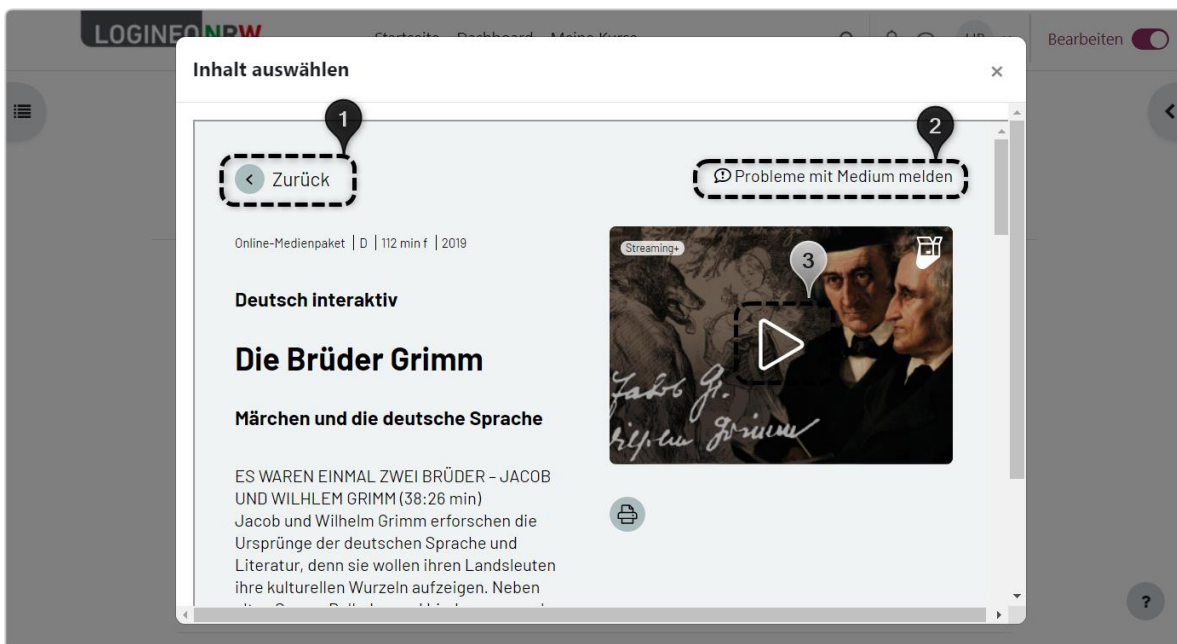 LOGINEO NRW
Startseite Dashboard Meine Kurse
Bearbeiten
Inhalt auswählen
×
1
2
Zurück
Probleme mit Medium melden
Online-Medienpaket | D | 112 min f | 2019
Streaming+
3
Deutsch interaktiv
Die Brüder Grimm
Märchen und die deutsche Sprache
ES WAREN EINMAL ZWEI BRÜDER – JACOB
UND WILHLEM GRIMM (38:26 min)
Jacob und Wilhelm Grimm erforschen die
Ursprünge der deutschen Sprache und
Literatur, denn sie wollen ihren Landsleuten
ihre kulturellen Wurzeln aufzeigen. Neben
?